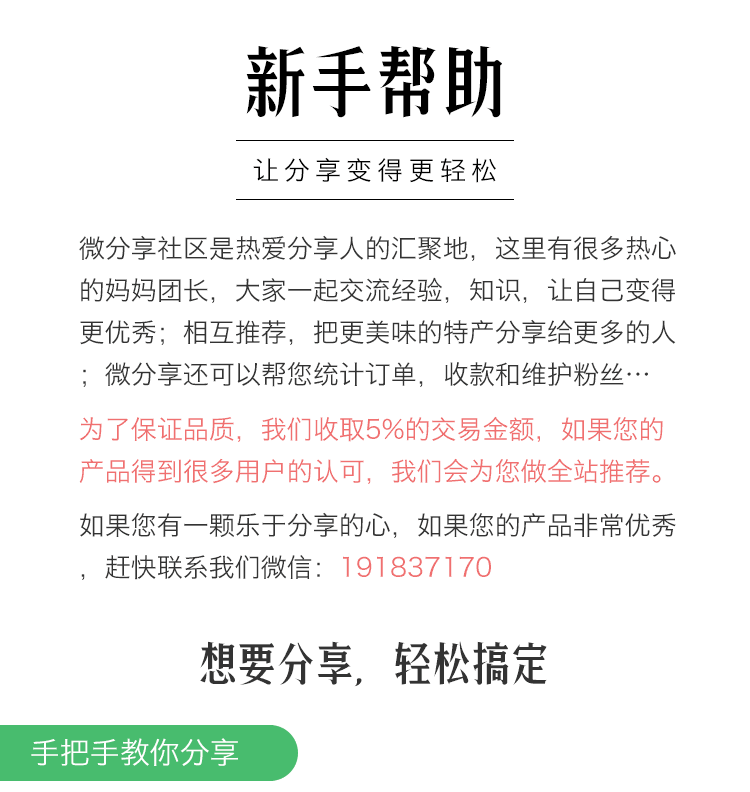 新手帮助
让分享变得更轻松
微分享社区是热爱分享人的汇聚地，这里有很多热心
的妈妈团长，大家一起交流经验，知识，让自己变得
更优秀；相互推荐，把更美味的特产分享给更多的人
；微分享还可以帮您统计订单，收款和维护粉丝…
为了保证品质，我们收取5%的交易金额，如果您的
产品得到很多用户的认可，我们会为您做全站推荐。
如果您有一颗乐于分享的心，如果您的产品非常优秀
，赶快联系我们微信：191837170
想要分享，轻松搞定
手把手教你分享